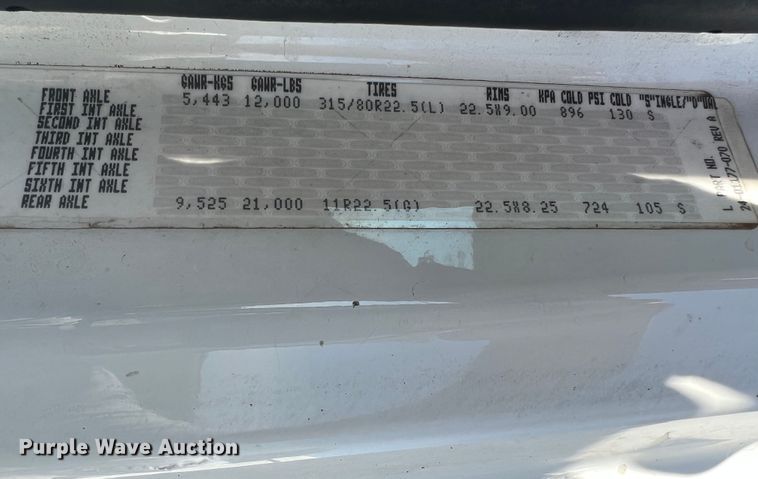 GAWR-KGS GAWR-LBS TIRES RIMS KPA COLD PSI COLD "S"INGLE/"D"UA
FRONT AXLE 5,443 12,000 315/80R22.5(L) 22.5X9.00 896 130 S
FIRST INT AXLE
SECOND INT AXLE
THIRD INT AXLE
FOURTH INT AXLE
FIFTH INT AXLE
SIXTH INT AXLE
REAR AXLE 9,525 21,000 11R22.5(G) 22.5X8.25 724 105 S
PART NO.
REV A
Purple Wave Auction